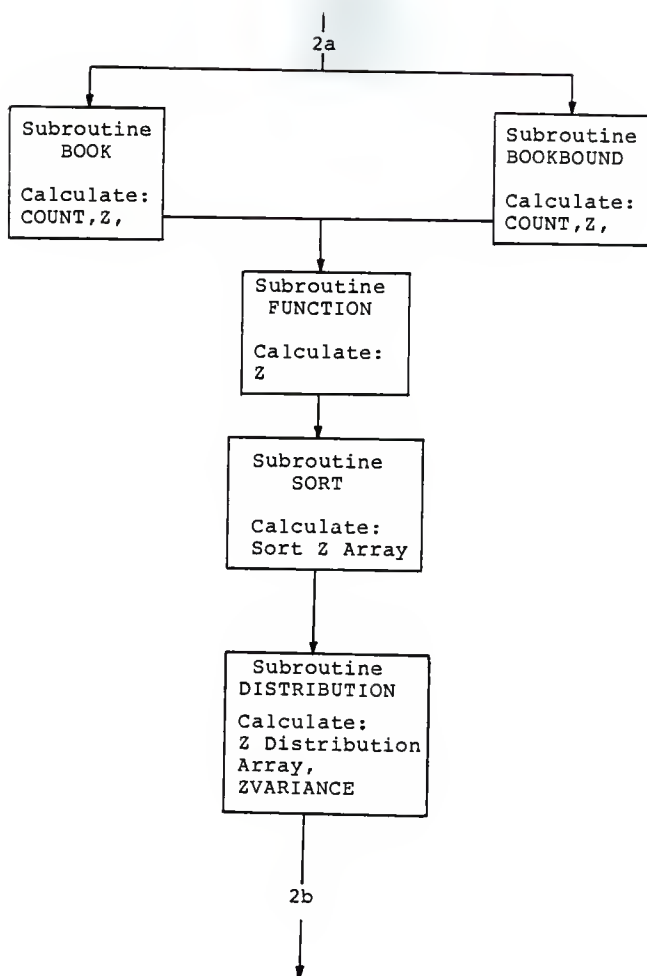 2a
Subroutine
BOOK
Calculate:
COUNT,Z,
Subroutine
BOOKBOUND
Calculate:
COUNT,Z,
Subroutine
FUNCTION
Calculate:
Z
Subroutine
SORT
Calculate:
Sort Z Array
Subroutine
DISTRIBUTION
Calculate:
Z Distribution
Array,
ZVARIANCE
2b